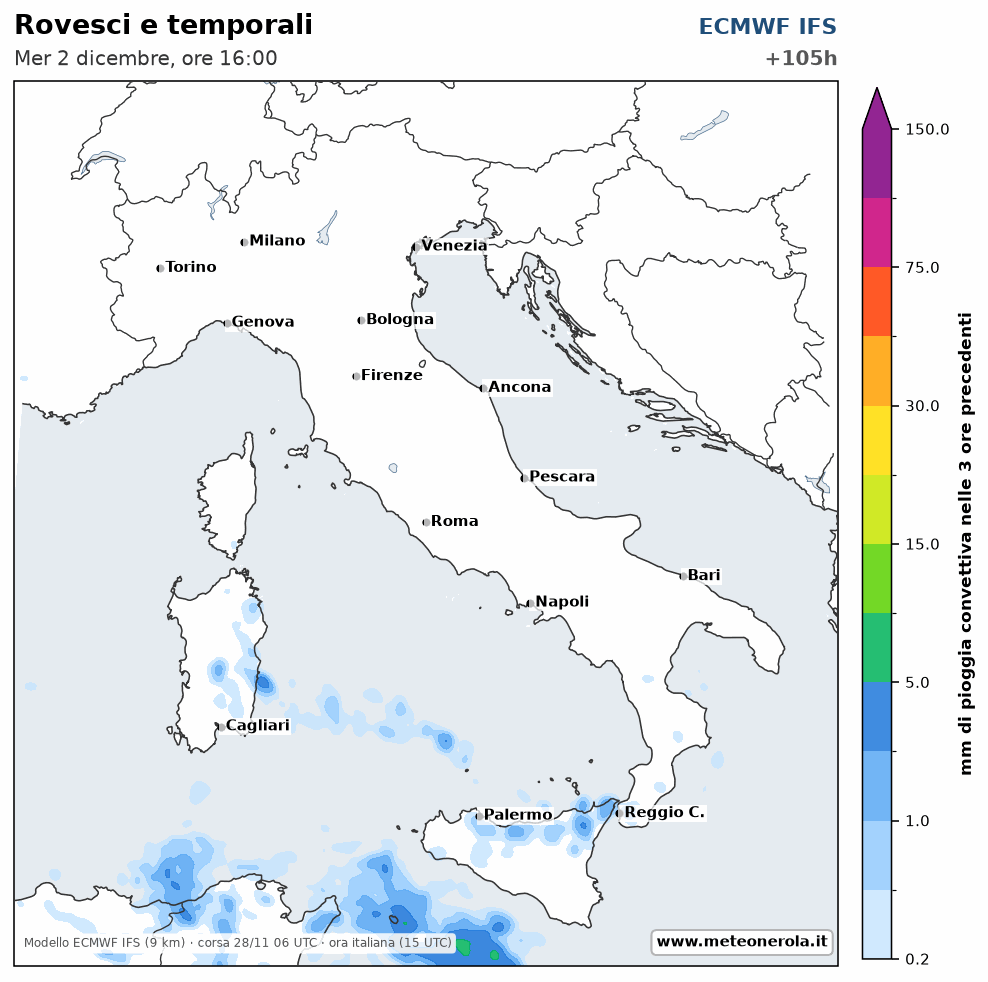 Rovesci e temporali
ECMWF IFS
Mer 2 dicembre, ore 16:00
+105h
150.0
75.0
30.0
15.0
5.0
1.0
0.2
mm di pioggia convettiva nelle 3 ore precedenti
Milano
Venezia
Torino
Genova
Bologna
Firenze
Ancona
Pescara
Roma
Bari
Napoli
Cagliari
Palermo
Reggio C.
Modello ECMWF IFS (9 km) · corsa 28/11 06 UTC · ora italiana (15 UTC)
www.meteonerola.it